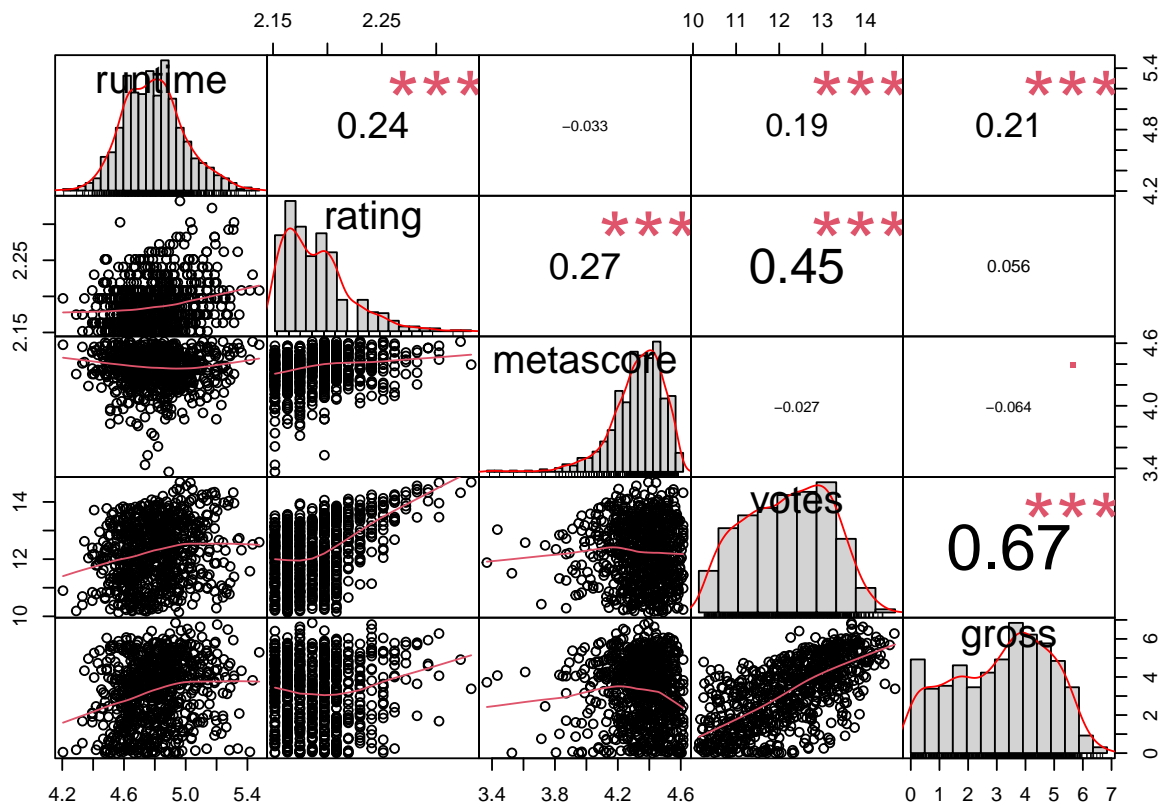 2.15 2.25 10 11 12 13 14
runtime *** *** ***
0.24 −0.033 0.19 0.21
4.2 4.8 5.4
rating *** ***
0.27 0.45 0.056
2.15 2.25
metascore
−0.027 −0.064
3.4 4.0 4.6
votes ***
0.67
10 12 14
gross
0 2 4 6
4.2 4.6 5.0 5.4 3.4 4.0 4.6 0 1 2 3 4 5 6 7